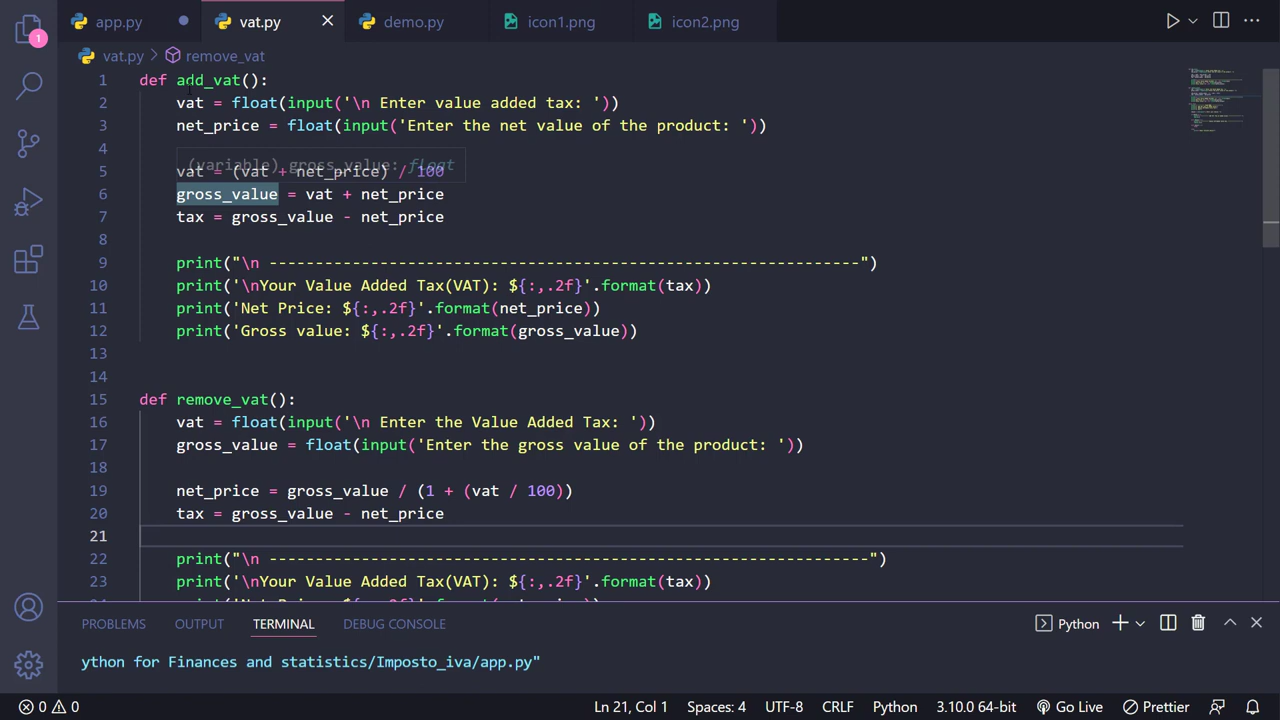 app.py vat.py demo.py icon1.png icon2.png
1
vat.py remove_vat
1 def add_vat():
2 vat = float(input('\n Enter value added tax: '))
3 net_price = float(input('Enter the net value of the product: '))
4
(variable) gross_value: float
5 vat = (vat + net_price) / 100
6 gross_value = vat + net_price
7 tax = gross_value - net_price
8
9 print("\n ----------------------------------------------------------------")
10 print('\nYour Value Added Tax(VAT): ${:,.2f}'.format(tax))
11 print('Net Price: ${:,.2f}'.format(net_price))
12 print('Gross value: ${:,.2f}'.format(gross_value))
13
14
15 def remove_vat():
16 vat = float(input('\n Enter the Value Added Tax: '))
17 gross_value = float(input('Enter the gross value of the product: '))
18
19 net_price = gross_value / (1 + (vat / 100))
20 tax = gross_value - net_price
21
22 print("\n -----------------------------------------------------------------")
23 print('\nYour Value Added Tax(VAT): ${:,.2f}'.format(tax))
PROBLEMS OUTPUT TERMINAL DEBUG CONSOLE Python
ython for Finances and statistics/Imposto_iva/app.py"
0 0 Ln 21, Col 1 Spaces: 4 UTF-8 CRLF Python 3.10.0 64-bit Go Live Prettier